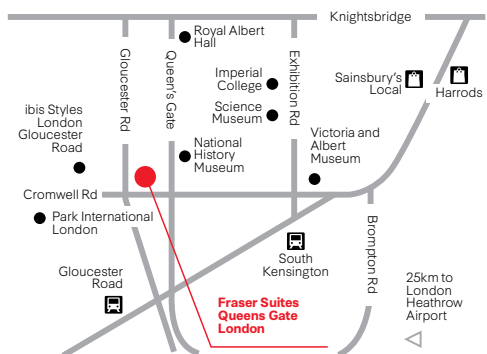 Knightsbridge
Royal Albert
Hall
Gloucester Rd
Queen's Gate
Exhibition Rd
Imperial
College
Science
Museum
Sainsbury's
Local
Harrods
ibis Styles
London
Gloucester
Road
National
History
Museum
Victoria and
Albert
Museum
Cromwell Rd
Park International
London
Brompton Rd
South
Kensington
Gloucester
Road
25km to
London
Heathrow
Airport
Fraser Suites
Queens Gate
London